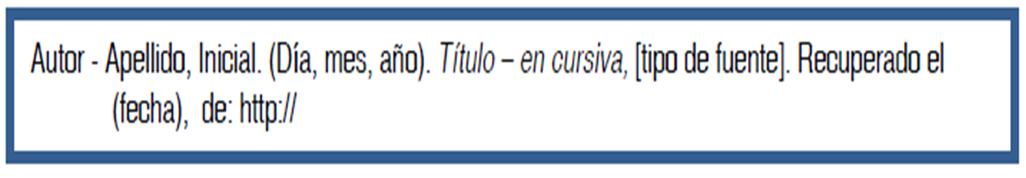 Autor - Apellido, Inicial. (Día, mes, año). Título – en cursiva, [tipo de fuente]. Recuperado el
(fecha),  de: http://